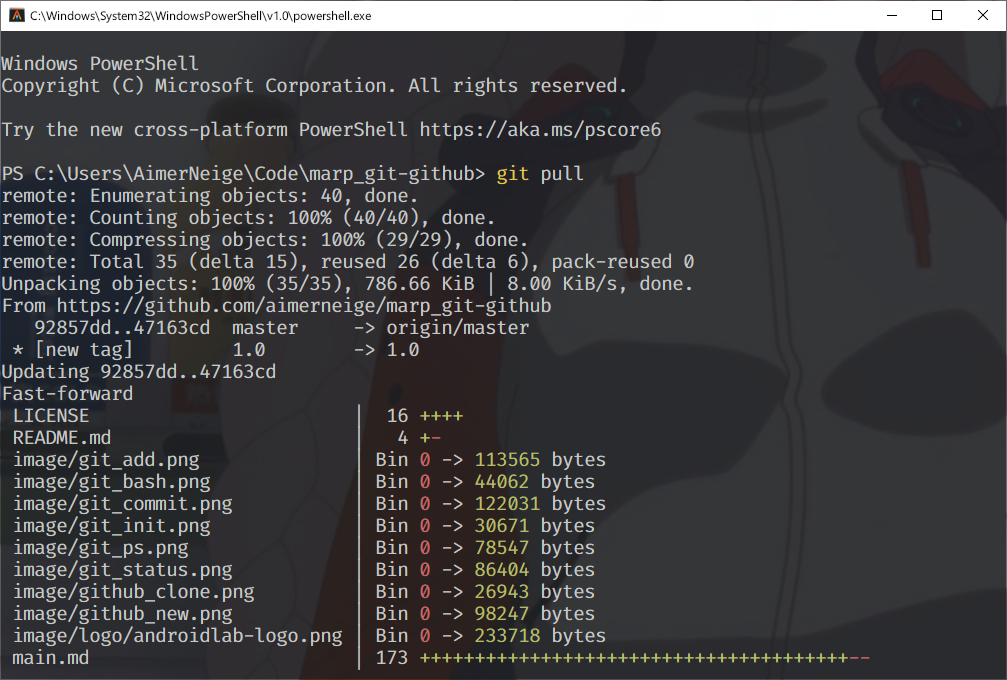 C:\Windows\System32\WindowsPowerShell\v1.0\powershell.exe
Windows PowerShell
Copyright (C) Microsoft Corporation. All rights reserved.
Try the new cross-platform PowerShell https://aka.ms/pscore6
PS C:\Users\AimerNeige\Code\marp_git-github> git pull
remote: Enumerating objects: 40, done.
remote: Counting objects: 100% (40/40), done.
remote: Compressing objects: 100% (29/29), done.
remote: Total 35 (delta 15), reused 26 (delta 6), pack-reused 0
Unpacking objects: 100% (35/35), 786.66 KiB | 8.00 KiB/s, done.
From https://github.com/aimerneige/marp_git-github
   92857dd..47163cd  master     -> origin/master
 * [new tag]         1.0        -> 1.0
Updating 92857dd..47163cd
Fast-forward
 LICENSE                        |  16 ++++
 README.md                      |   4 +-
 image/git_add.png              | Bin 0 -> 113565 bytes
 image/git_bash.png             | Bin 0 -> 44062 bytes
 image/git_commit.png           | Bin 0 -> 122031 bytes
 image/git_init.png             | Bin 0 -> 30671 bytes
 image/git_ps.png               | Bin 0 -> 78547 bytes
 image/git_status.png           | Bin 0 -> 86404 bytes
 image/github_clone.png         | Bin 0 -> 26943 bytes
 image/github_new.png           | Bin 0 -> 98247 bytes
 image/logo/androidlab-logo.png | Bin 0 -> 233718 bytes
 main.md                        | 173 +++++++++++++++++++++++++++++++++++++++--